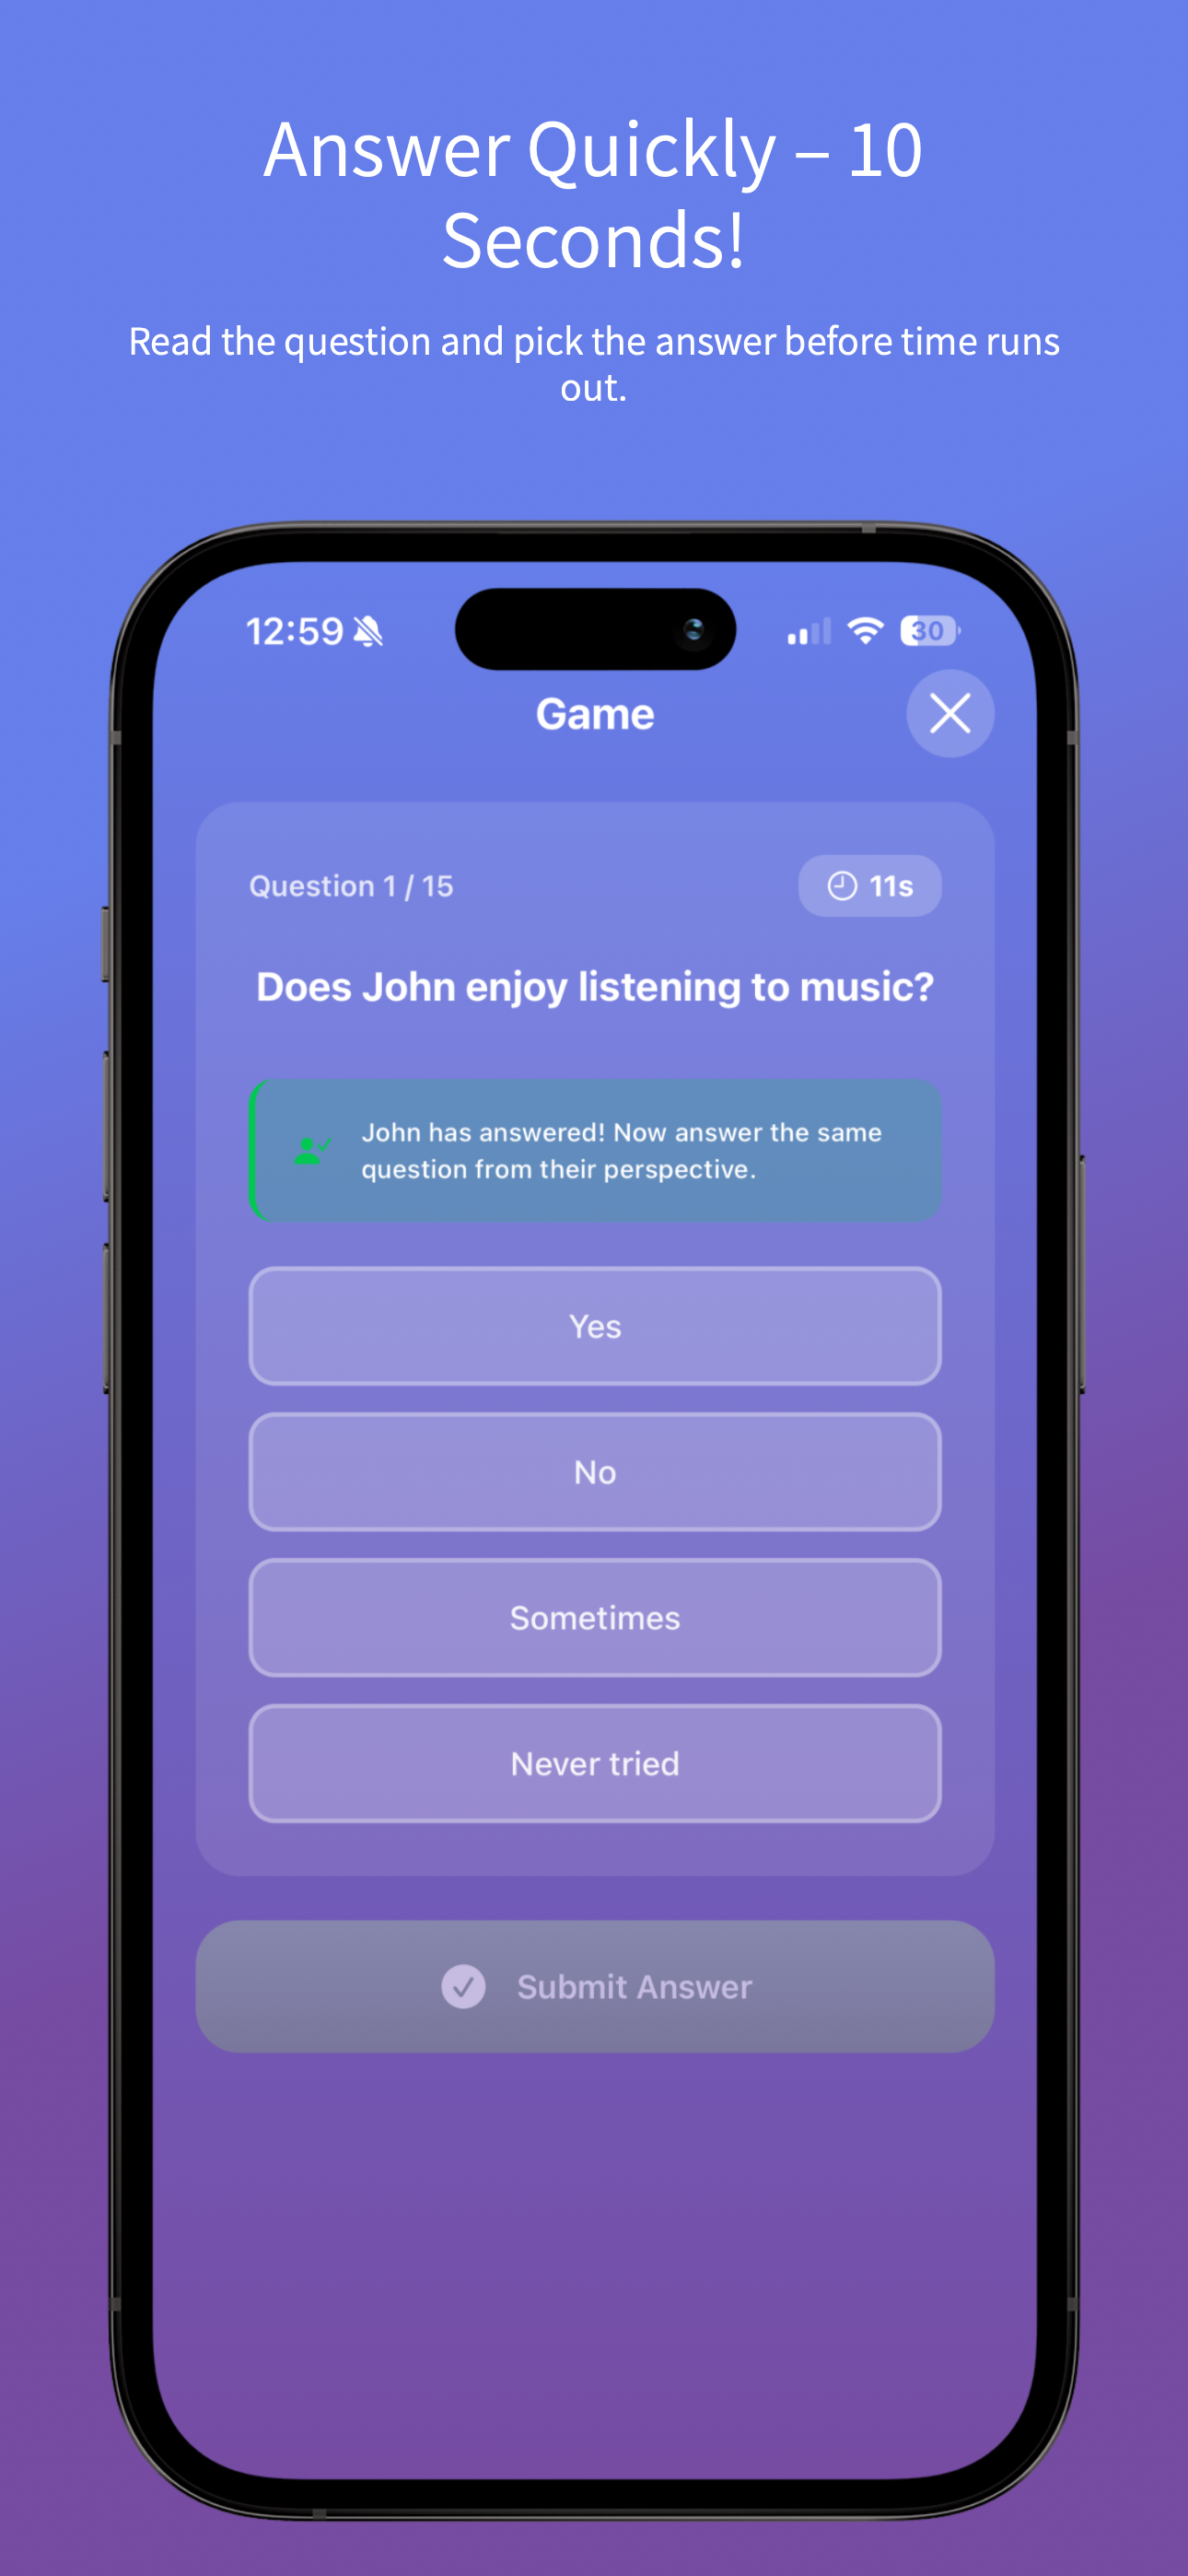 Answer Quickly – 10
Seconds!
Read the question and pick the answer before time runs
out.
12:59
30
Game
Question 1 / 15
11s
Does John enjoy listening to music?
John has answered! Now answer the same
question from their perspective.
Yes
No
Sometimes
Never tried
Submit Answer